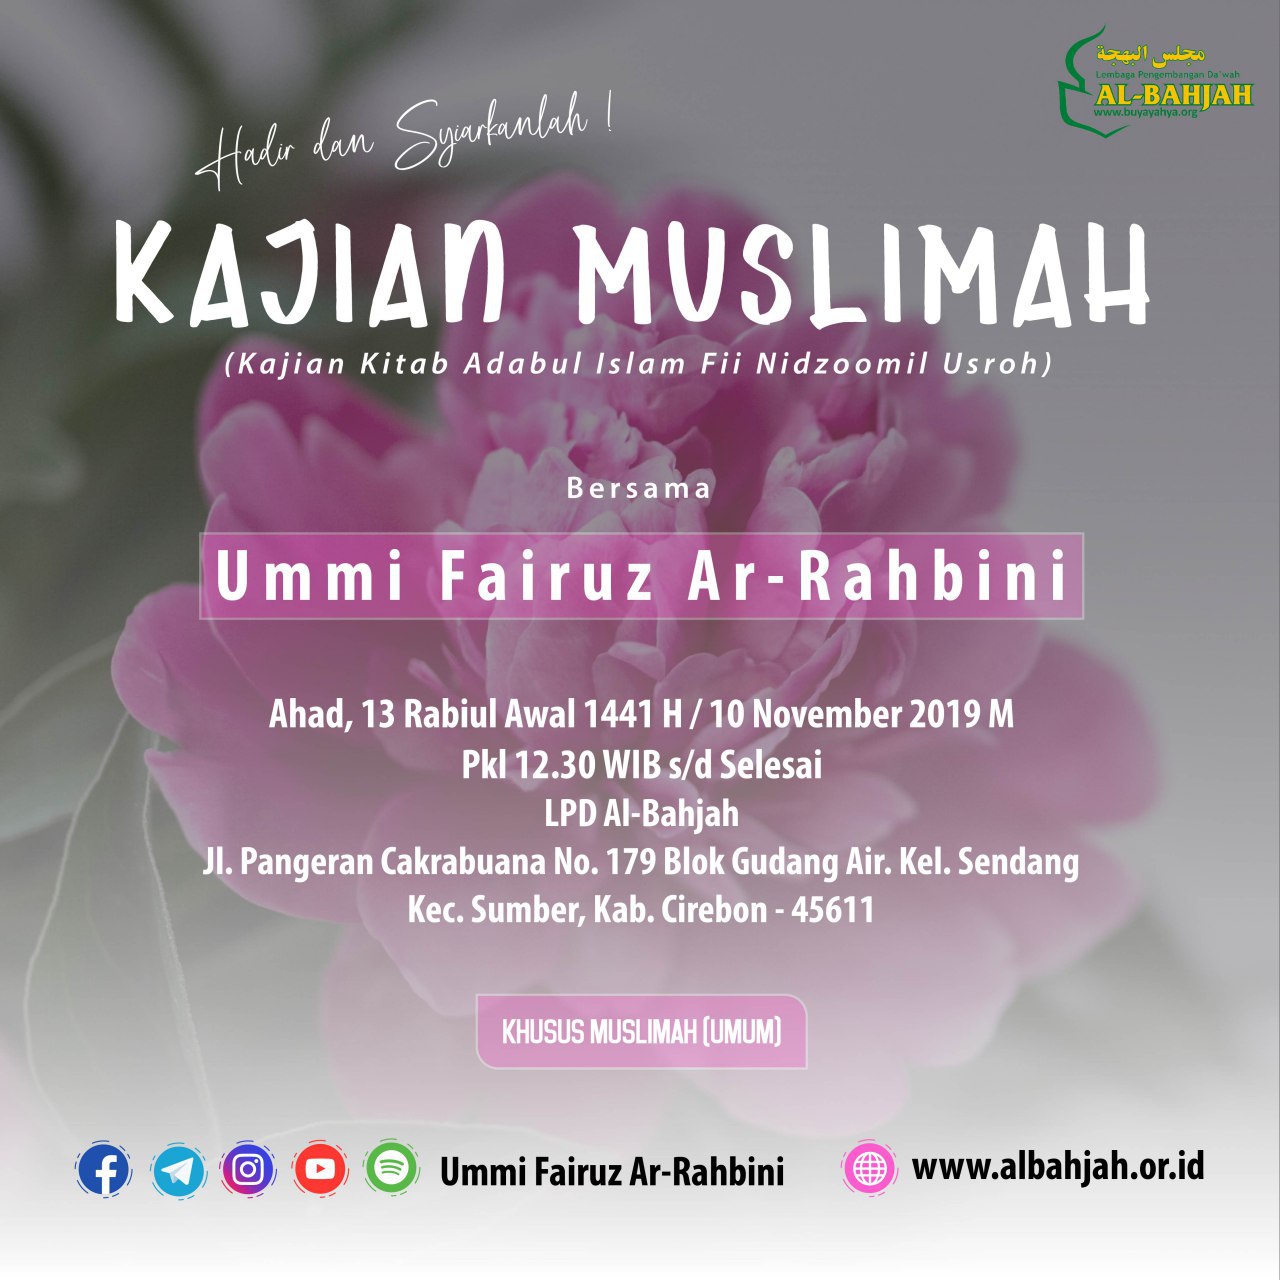 مجلس البهجة
Lembaga Pengembangan Da'wah
AL-BAHJAH
www.buyayahya.org
Hadir dan Syiarkanlah !
KAJIAN MUSLIMAH
(Kajian Kitab Adabul Islam Fii Nidzoomil Usroh)
Bersama
Ummi Fairuz Ar-Rahbini
Ahad, 13 Rabiul Awal 1441 H / 10 November 2019 M
Pkl 12.30 WIB s/d Selesai
LPD Al-Bahjah
Jl. Pangeran Cakrabuana No. 179 Blok Gudang Air. Kel. Sendang
Kec. Sumber, Kab. Cirebon - 45611
KHUSUS MUSLIMAH (UMUM)
Ummi Fairuz Ar-Rahbini
www.albahjah.or.id